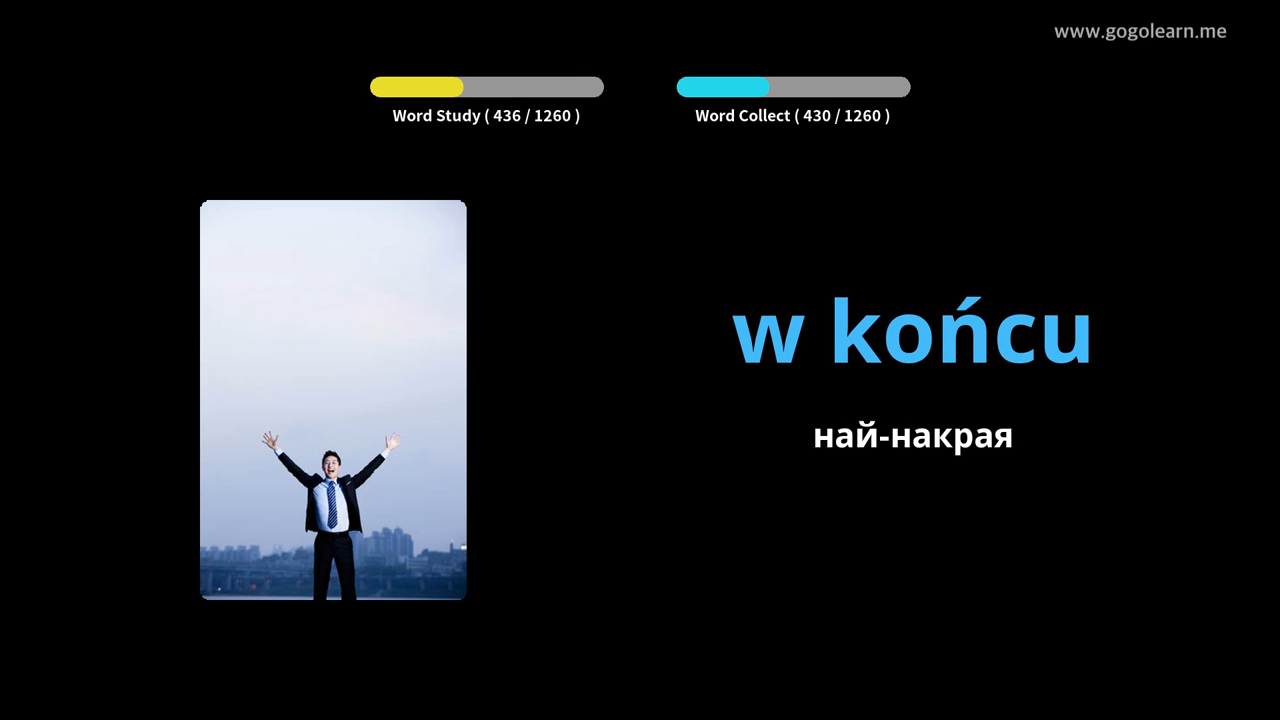 www.gogolearn.me
Word Study ( 436 / 1260 )
Word Collect ( 430 / 1260 )
w końcu
най-накрая